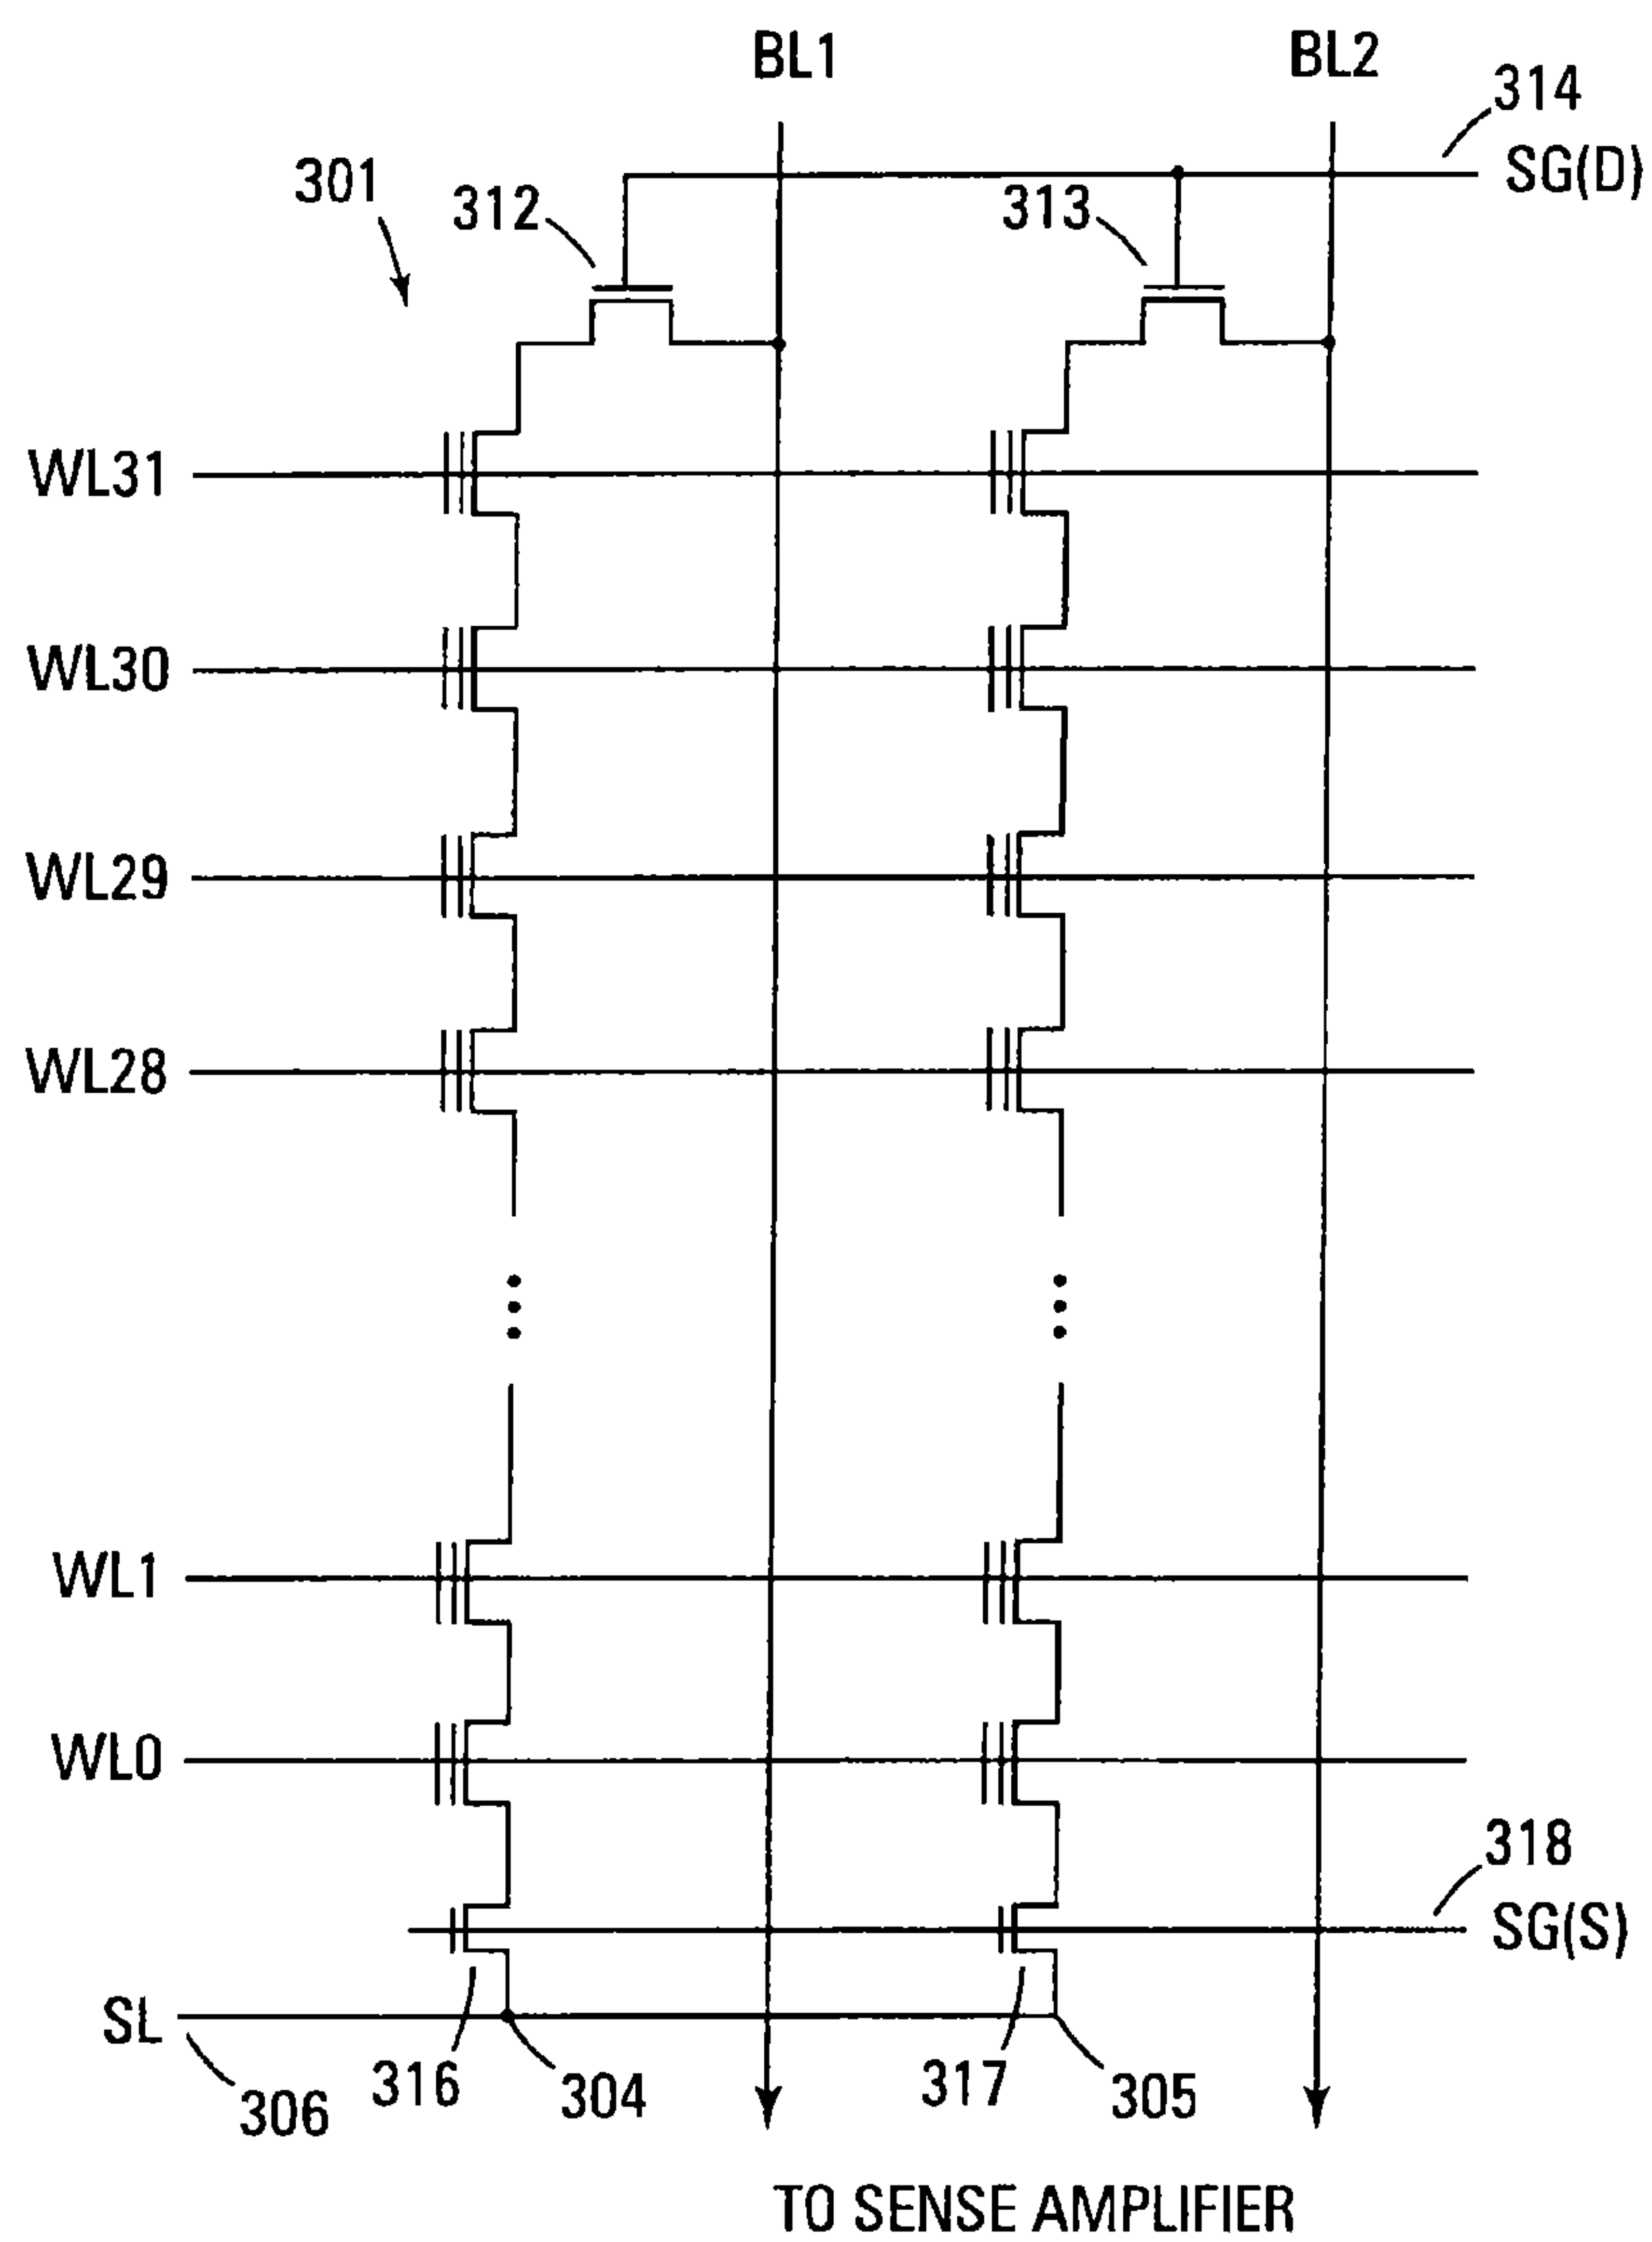 BL1
BL2
314
SG(D)
301
312
313
WL31
WL30
WL29
WL28
WL1
WL0
318
SG(S)
SL
306
316
304
317
305
TO SENSE AMPLIFIER